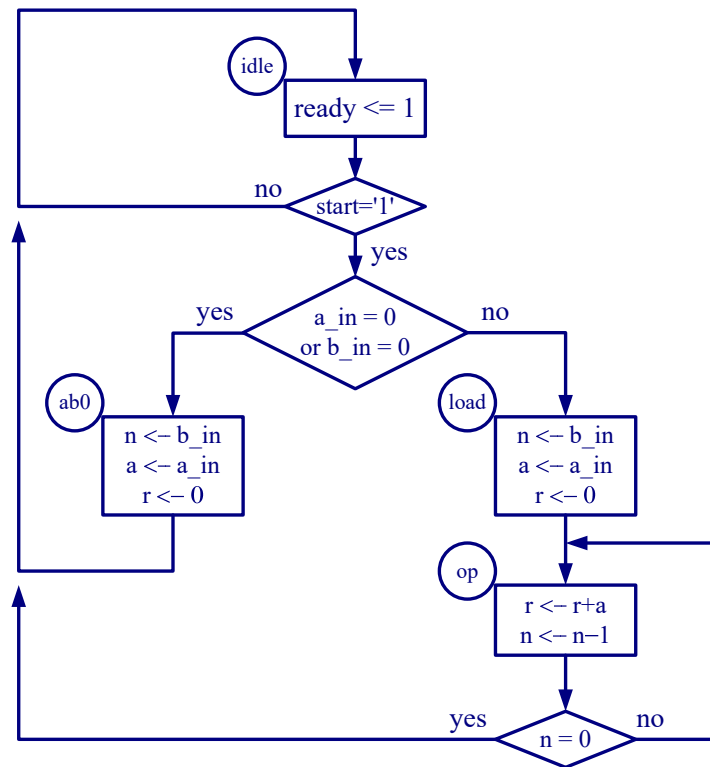 idle
ready <= 1
no
start='1'
yes
yes
a_in = 0
or b_in = 0
no
ab0
n <– b_in
a <– a_in
r <– 0
load
n <– b_in
a <– a_in
r <– 0
op
r <– r+a
n <– n–1
yes
n = 0
no